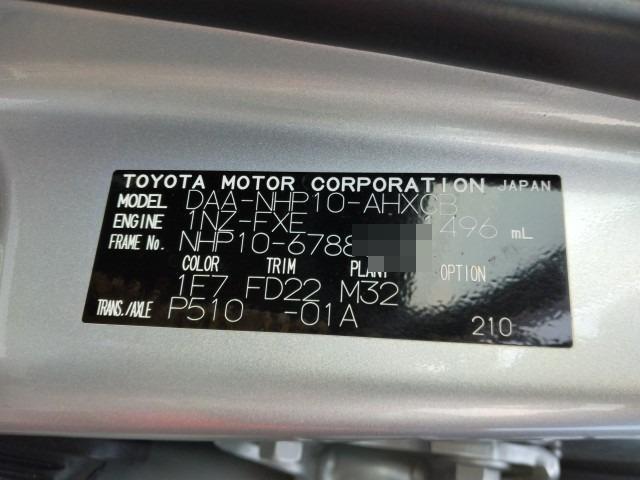 TOYOTA MOTOR CORPORATION JAPAN
MODEL DAA-NHP10-AHXGB
ENGINE 1NZ-FXE 1496 mL
FRAME No. NHP10-6788
COLOR TRIM PLANT OPTION
1F7 FD22 M32
TRANS./AXLE P510 -01A 210